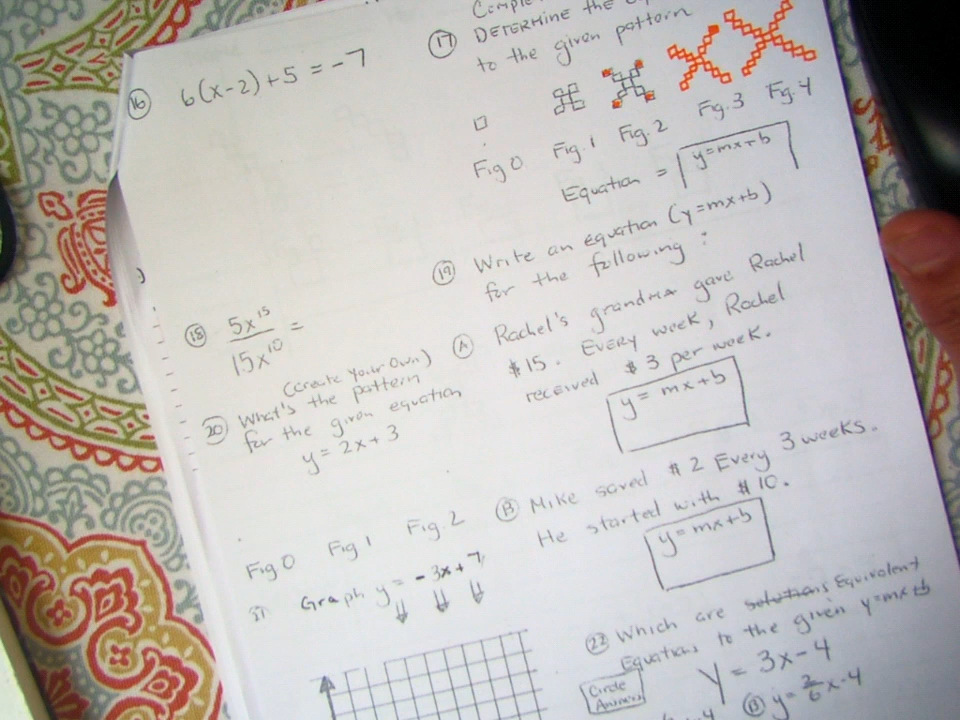 16 6(x-2)+5 = -7
17
DETERMINE the
to the given pattern
Fig 0 Fig. 1 Fig. 2 Fig. 3 Fig. 4
Equation = y=mx+b
18 5x^15 / 15x^10 =
19 Write an equation (y=mx+b)
for the following:
A Rachel's grandma gave Rachel
$15. Every week, Rachel
received $3 per week.
y = mx+b
(Create Your Own)
20 What's the pattern
for the given equation
y = 2x+3
Fig 0 Fig 1 Fig. 2
B Mike saved $2 Every 3 weeks.
He started with $10.
y=mx+b
21 Graph y = -3x+7
22 Which are solutions Equivalent
Equations to the given y=mx+b
Circle
Answers
y = 3x-4
B y = 2/6 x-4